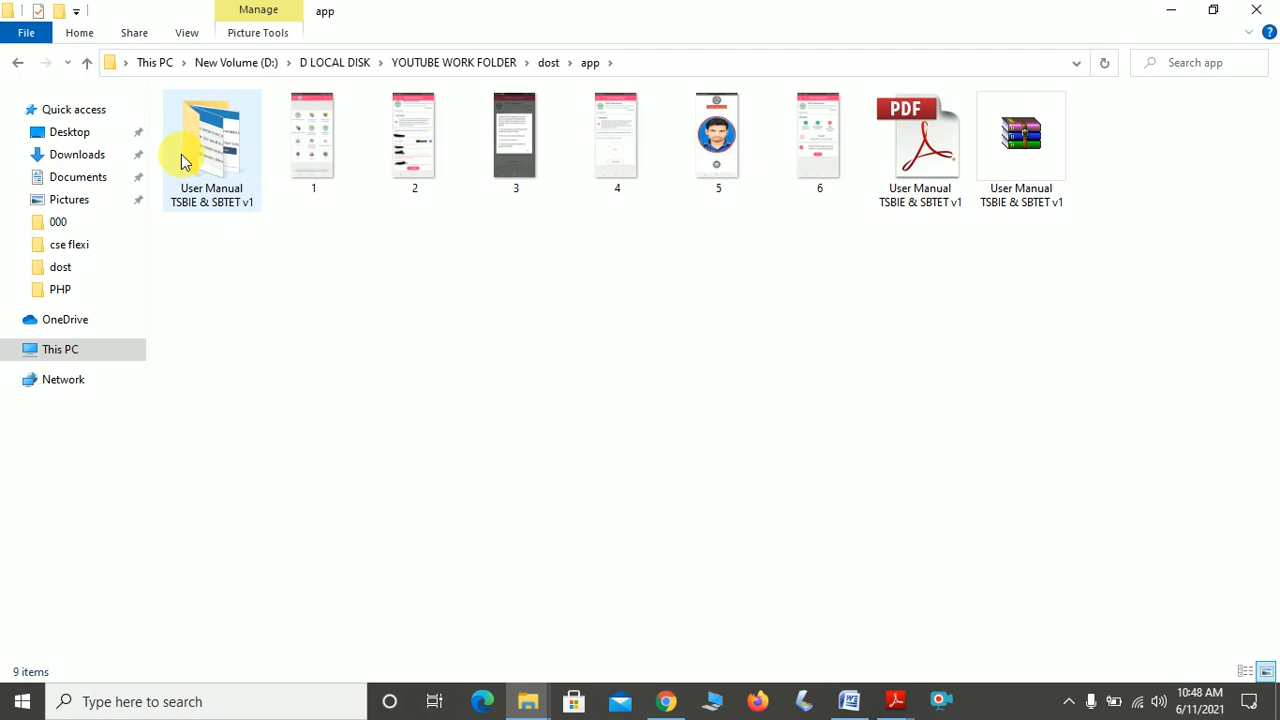 Manage
app
File
Home
Share
View
Picture Tools
This PC
New Volume (D:)
D LOCAL DISK
YOUTUBE WORK FOLDER
dost
app
Search app
Quick access
Desktop
Downloads
Documents
Pictures
000
cse flexi
dost
PHP
OneDrive
This PC
Network
User Manual
TSBIE & SBTET v1
1
2
3
4
5
6
PDF
User Manual
TSBIE & SBTET v1
User Manual
TSBIE & SBTET v1
9 items
Type here to search
10:48 AM
6/11/2021